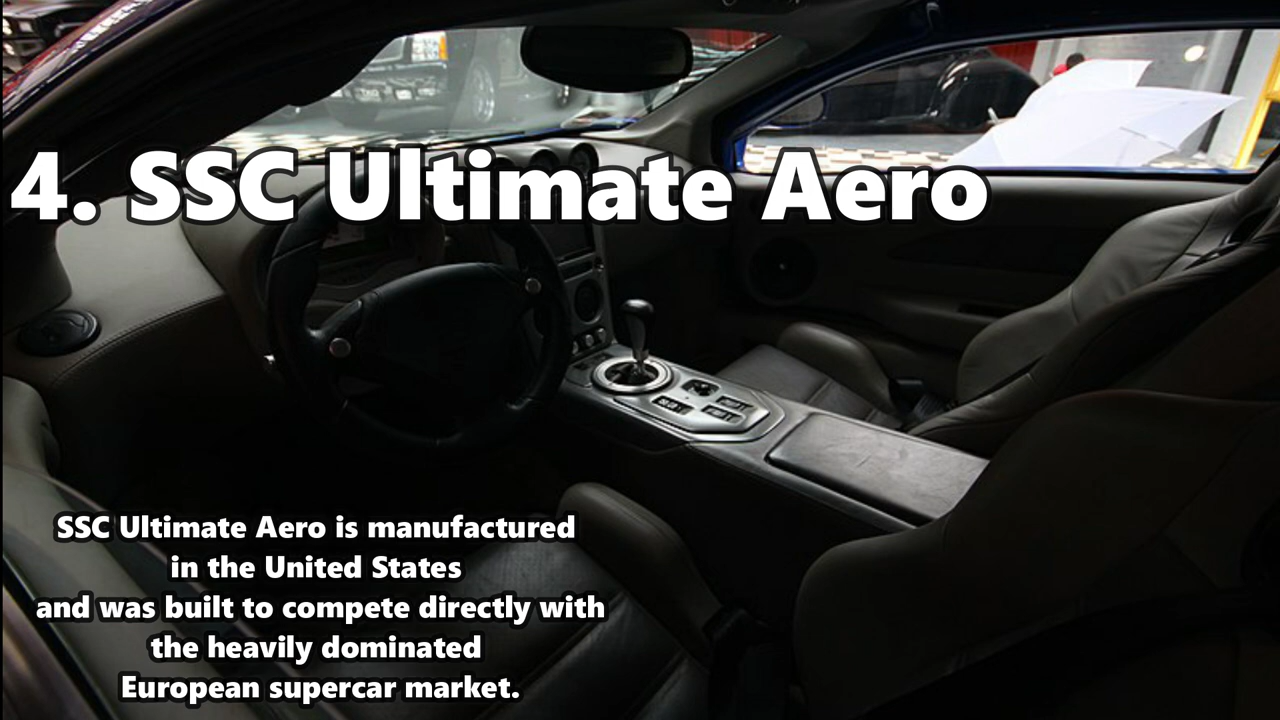 4. SSC Ultimate Aero
SSC Ultimate Aero is manufactured
in the United States
and was built to compete directly with
the heavily dominated
European supercar market.